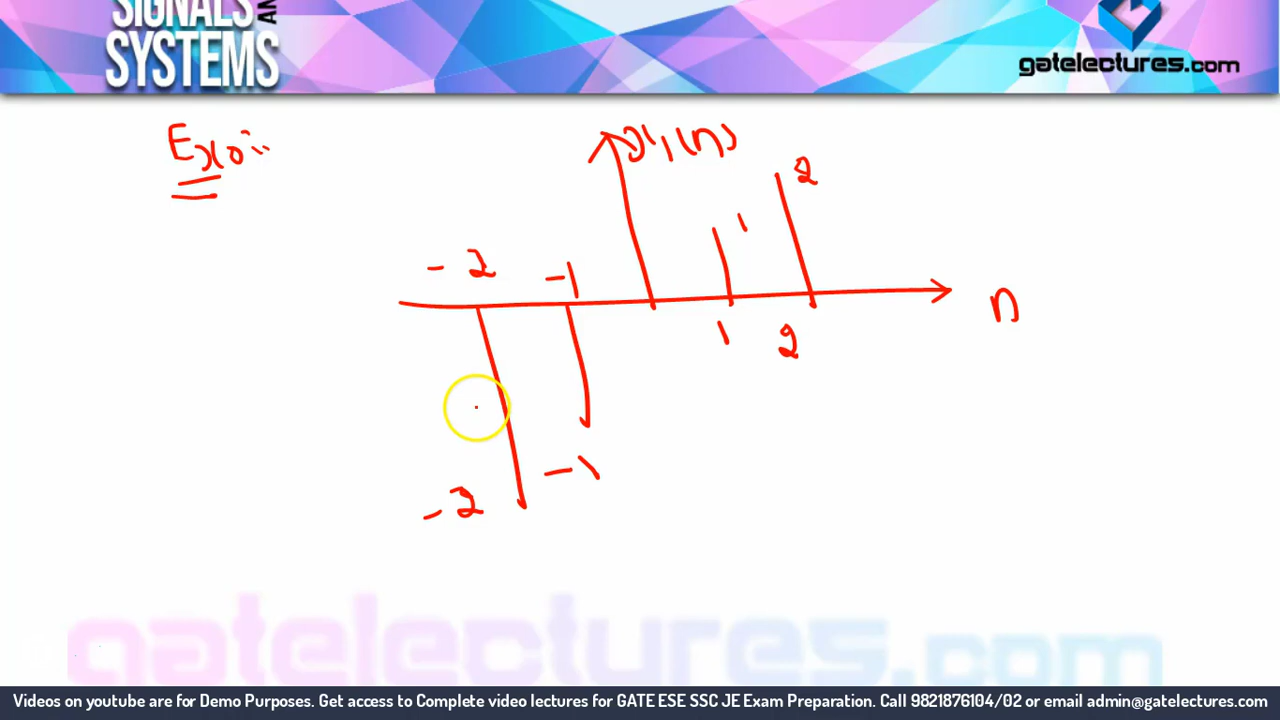 SIGNALS AN
SYSTEMS
gatelectures.com
Ex:-
x₁(n)
2
1
-2
-1
n
1
2
-1
-2
gatelectures.com
Videos on youtube are for Demo Purposes. Get access to Complete video lectures for GATE ESE SSC JE Exam Preparation. Call 9821876104/02 or email admin@gatelectures.com